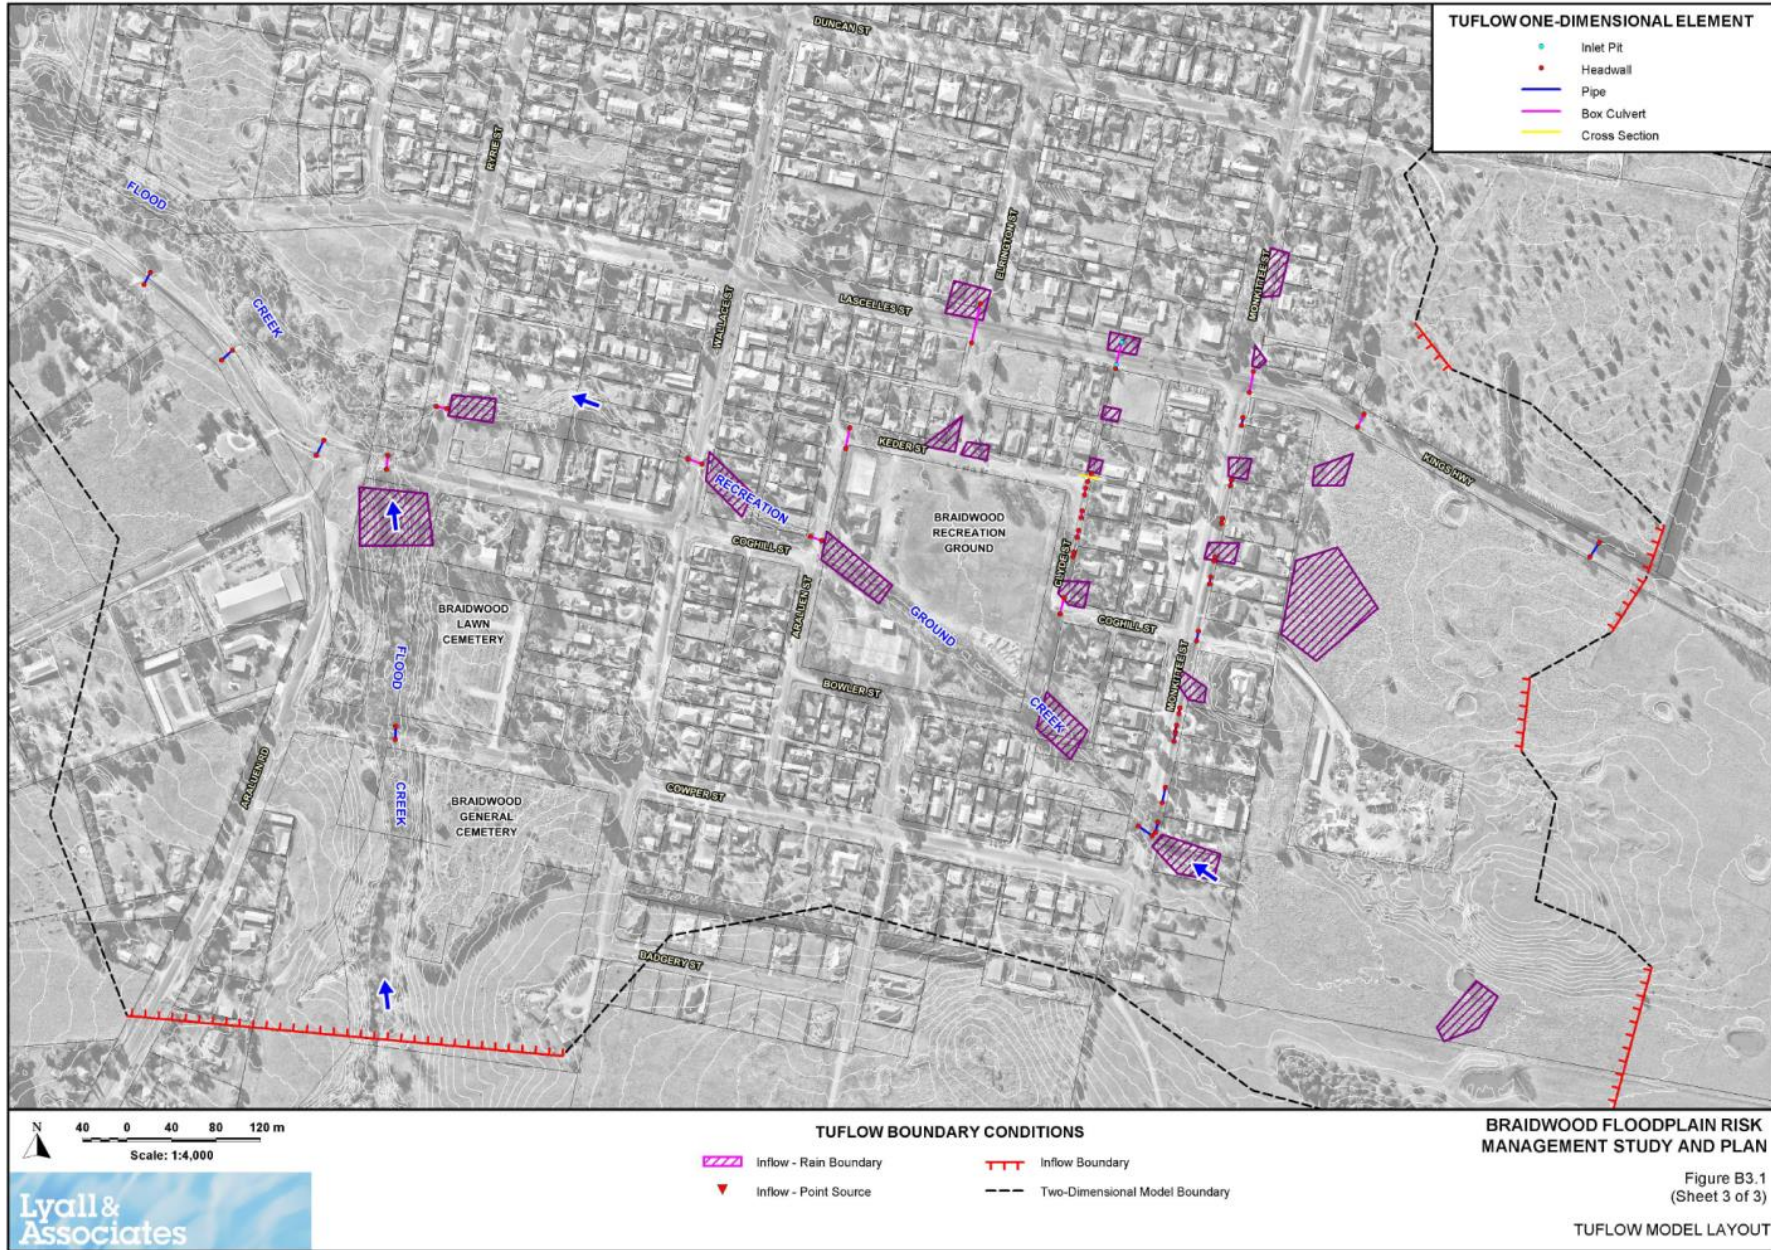 TUFLOW ONE-DIMENSIONAL ELEMENT
Inlet Pit
Headwall
Pipe
Box Culvert
Cross Section
DUNCAN ST
RYRIE ST
FLOOD
CREEK
WALLACE ST
LASCELLES ST
ELRINGTON ST
MONKITTEE ST
KINGS HWY
KEDER ST
RECREATION
GROUND
CREEK
COGHILL ST
ARALUEN ST
BRAIDWOOD
RECREATION
GROUND
CLYDE ST
COGHILL ST
MONKITTEE ST
BOWLER ST
BRAIDWOOD
LAWN
CEMETERY
FLOOD
CREEK
ARALUEN RD
BRAIDWOOD
GENERAL
CEMETERY
COWPER ST
BADGERY ST
N
40 0 40 80 120 m
Scale: 1:4,000
Lyall &
Associates
TUFLOW BOUNDARY CONDITIONS
Inflow - Rain Boundary
Inflow - Point Source
Inflow Boundary
Two-Dimensional Model Boundary
BRAIDWOOD FLOODPLAIN RISK
MANAGEMENT STUDY AND PLAN
Figure B3.1
(Sheet 3 of 3)
TUFLOW MODEL LAYOUT